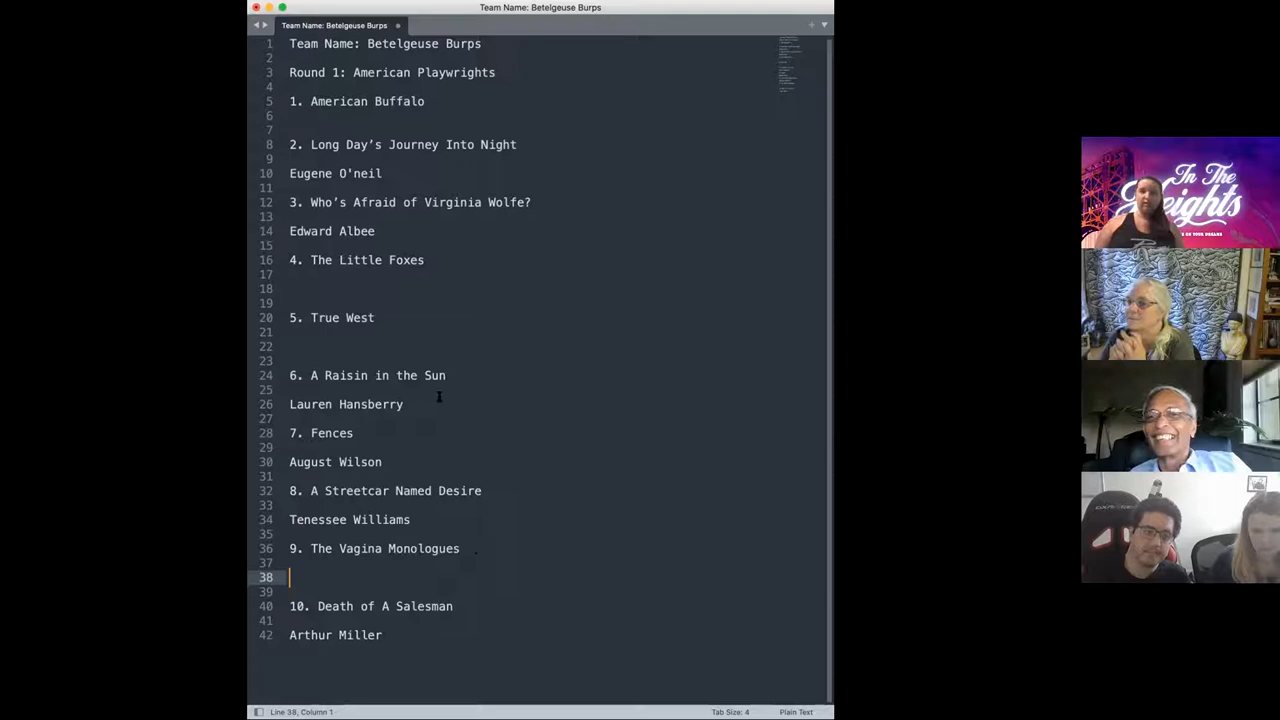 Team Name: Betelgeuse Burps
Team Name: Betelgeuse Burps
1 Team Name: Betelgeuse Burps
2
3 Round 1: American Playwrights
4
5 1. American Buffalo
6
7
8 2. Long Day’s Journey Into Night
9
10 Eugene O'neil
11
12 3. Who’s Afraid of Virginia Wolfe?
13
14 Edward Albee
15
16 4. The Little Foxes
17
18
19
20 5. True West
21
22
23
24 6. A Raisin in the Sun
25
26 Lauren Hansberry
27
28 7. Fences
29
30 August Wilson
31
32 8. A Streetcar Named Desire
33
34 Tenessee Williams
35
36 9. The Vagina Monologues
37
38
39
40 10. Death of A Salesman
41
42 Arthur Miller
Line 38, Column 1
Tab Size: 4
Plain Text
In The
Heights